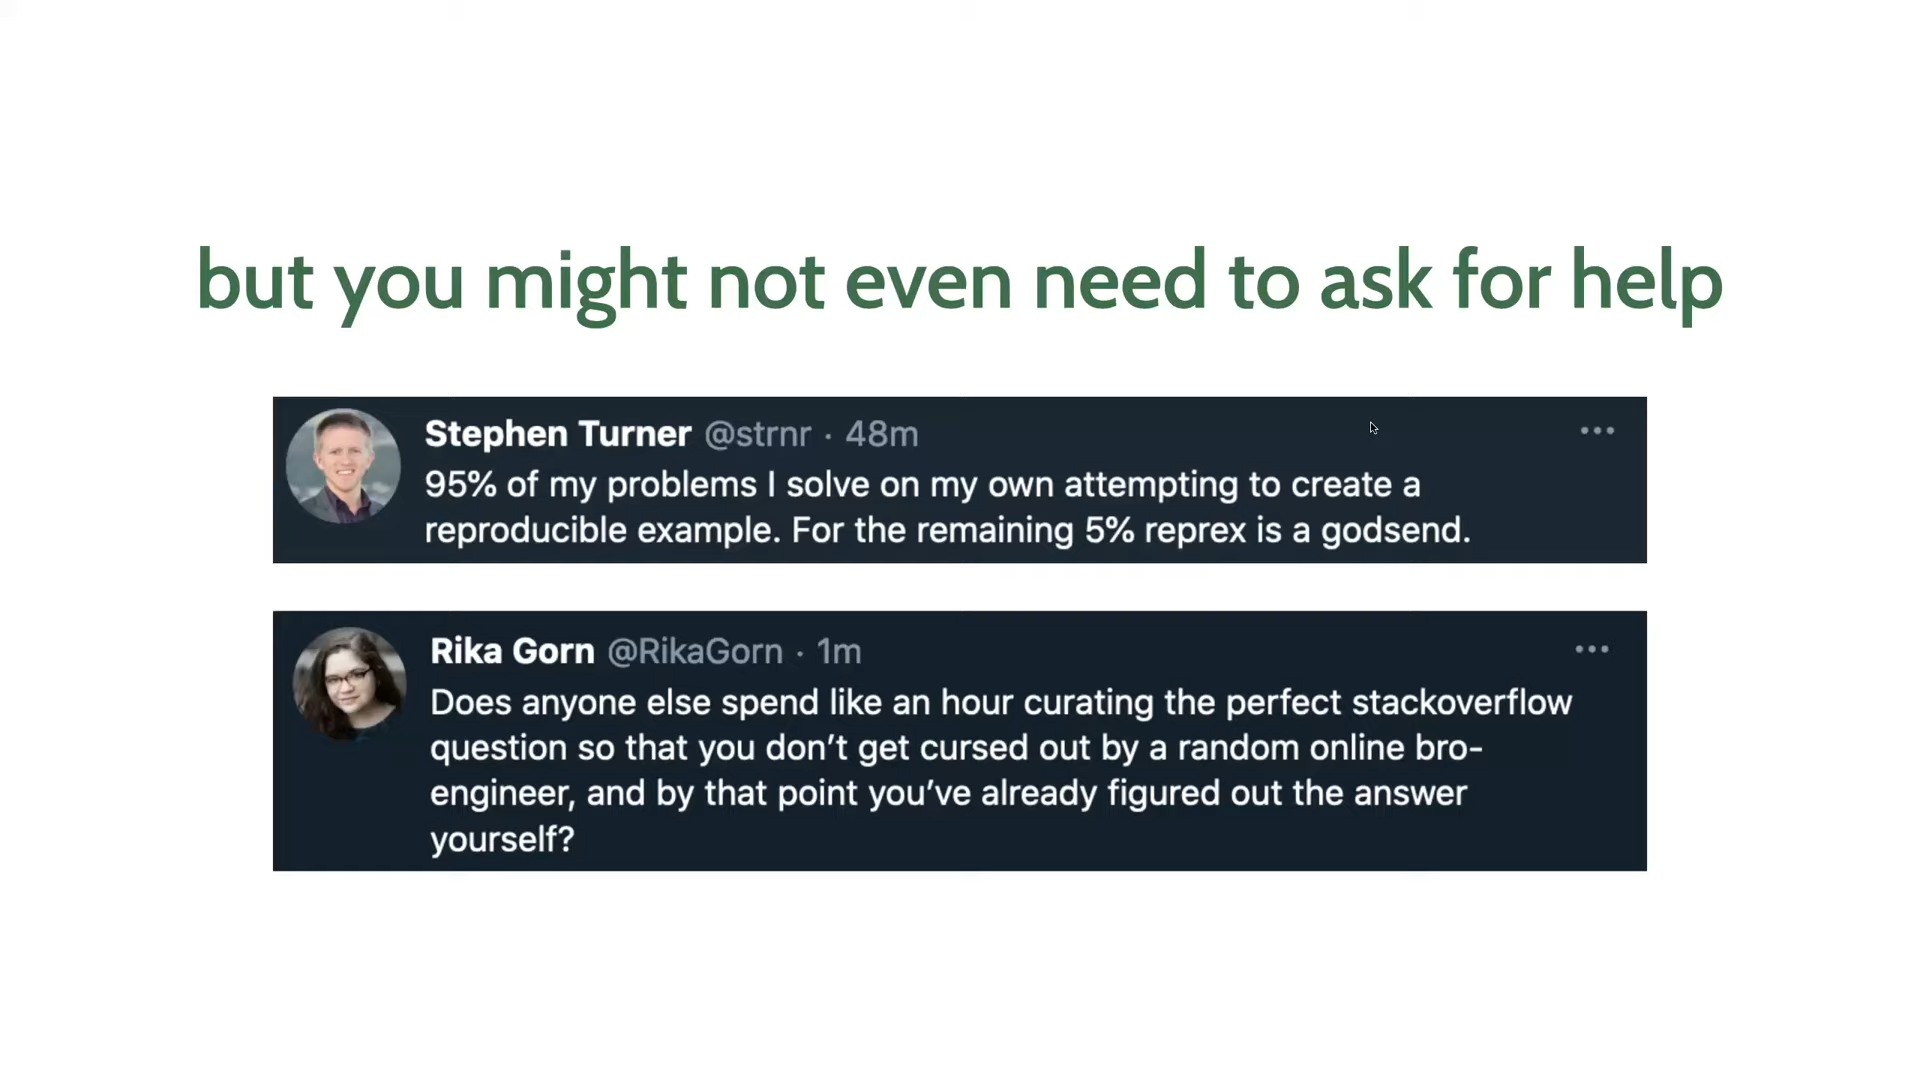 but you might not even need to ask for help
Stephen Turner @strnr · 48m
95% of my problems I solve on my own attempting to create a
reproducible example. For the remaining 5% reprex is a godsend.
Rika Gorn @RikaGorn · 1m
Does anyone else spend like an hour curating the perfect stackoverflow
question so that you don’t get cursed out by a random online bro-
engineer, and by that point you’ve already figured out the answer
yourself?